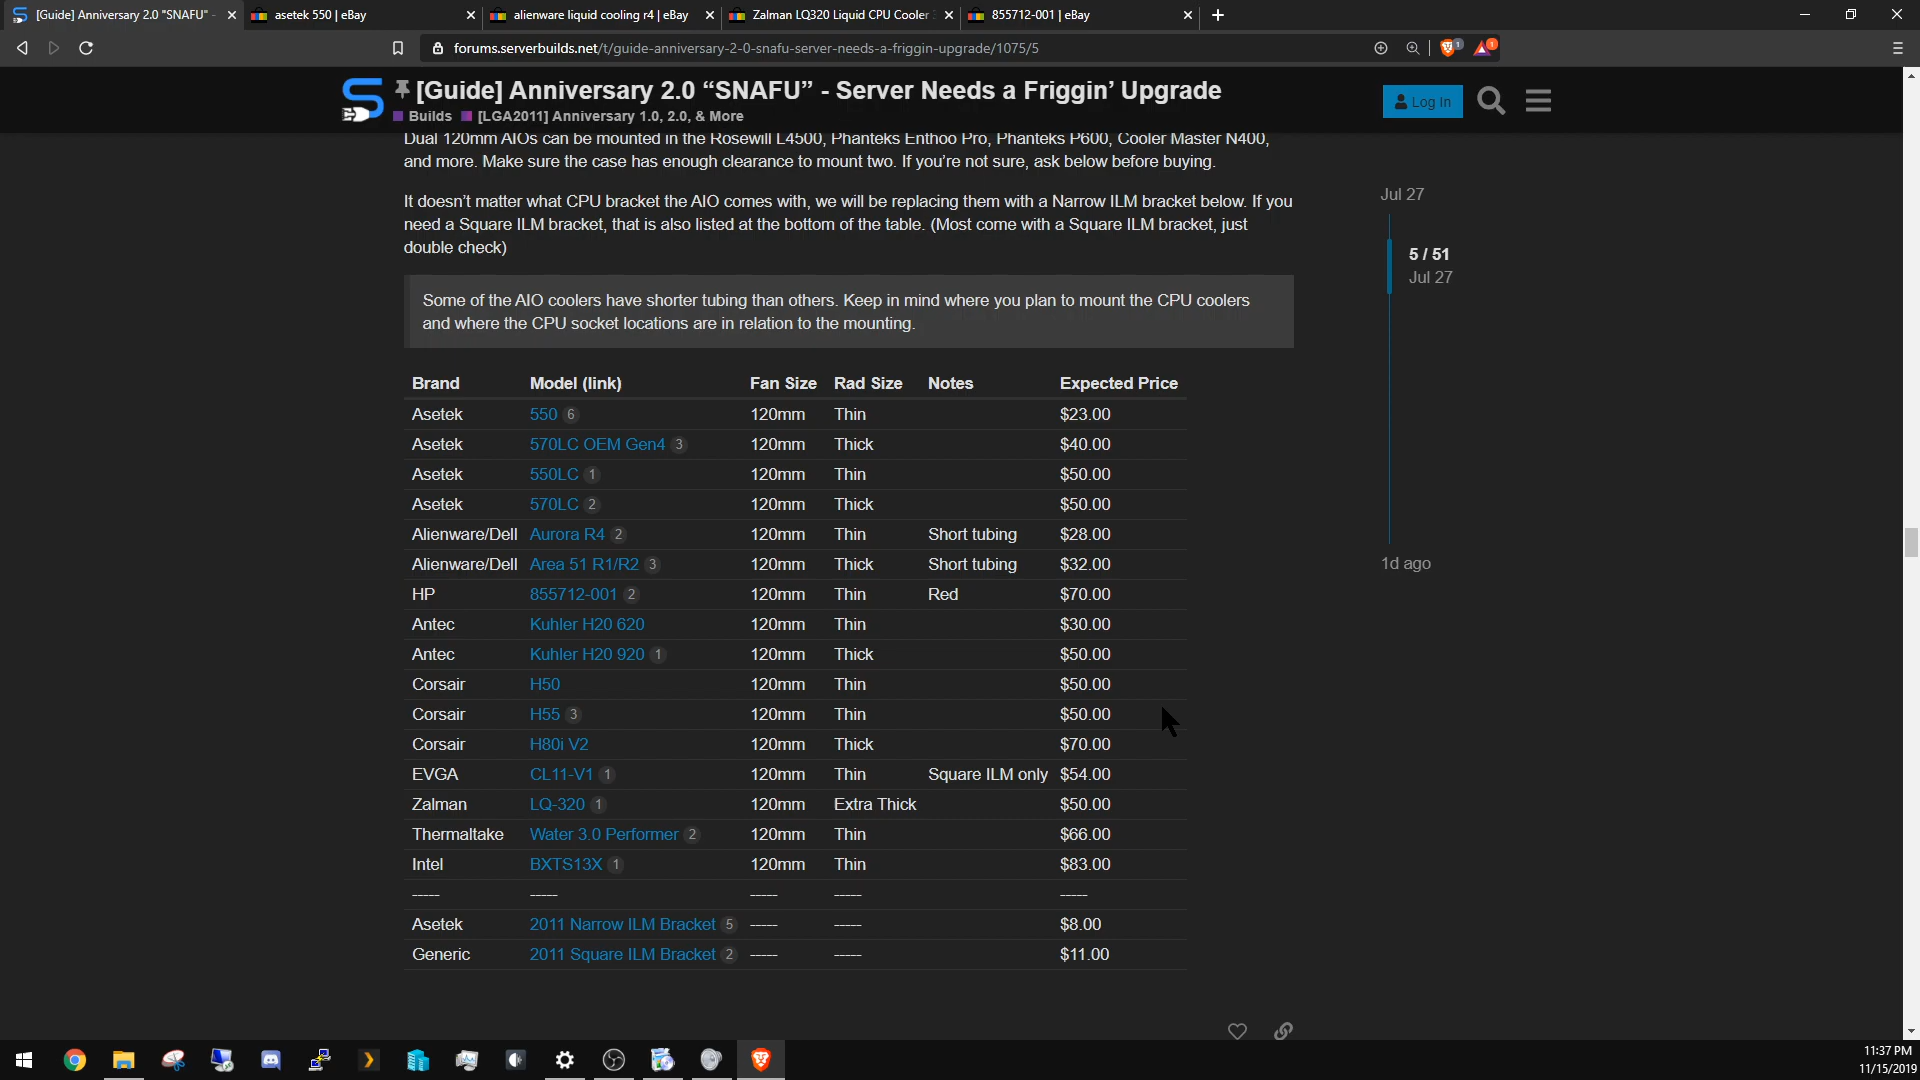 [Guide] Anniversary 2.0 "SNAFU" -
asetek 550 | eBay
alienware liquid cooling r4 | eBay
Zalman LQ320 Liquid CPU Cooler
855712-001 | eBay
forums.serverbuilds.net/t/guide-anniversary-2-0-snafu-server-needs-a-friggin-upgrade/1075/5
1
1
[Guide] Anniversary 2.0 “SNAFU” - Server Needs a Friggin’ Upgrade
Builds [LGA2011] Anniversary 1.0, 2.0, & More
Log In
Dual 120mm AIOs can be mounted in the Rosewill L4500, Phanteks Enthoo Pro, Phanteks P600, Cooler Master N400,
and more. Make sure the case has enough clearance to mount two. If you’re not sure, ask below before buying.
It doesn’t matter what CPU bracket the AIO comes with, we will be replacing them with a Narrow ILM bracket below. If you
need a Square ILM bracket, that is also listed at the bottom of the table. (Most come with a Square ILM bracket, just
double check)
Some of the AIO coolers have shorter tubing than others. Keep in mind where you plan to mount the CPU coolers
and where the CPU socket locations are in relation to the mounting.
Jul 27
5 / 51
Jul 27
1d ago
Brand Model (link) Fan Size Rad Size Notes Expected Price
Asetek 550 6 120mm Thin $23.00
Asetek 570LC OEM Gen4 3 120mm Thick $40.00
Asetek 550LC 1 120mm Thin $50.00
Asetek 570LC 2 120mm Thick $50.00
Alienware/Dell Aurora R4 2 120mm Thin Short tubing $28.00
Alienware/Dell Area 51 R1/R2 3 120mm Thick Short tubing $32.00
HP 855712-001 2 120mm Thin Red $70.00
Antec Kuhler H20 620 120mm Thin $30.00
Antec Kuhler H20 920 1 120mm Thick $50.00
Corsair H50 120mm Thin $50.00
Corsair H55 3 120mm Thin $50.00
Corsair H80i V2 120mm Thick $70.00
EVGA CL11-V1 1 120mm Thin Square ILM only $54.00
Zalman LQ-320 1 120mm Extra Thick $50.00
Thermaltake Water 3.0 Performer 2 120mm Thin $66.00
Intel BXTS13X 1 120mm Thin $83.00
----- ----- ----- ----- -----
Asetek 2011 Narrow ILM Bracket 5 ----- ----- $8.00
Generic 2011 Square ILM Bracket 2 ----- ----- $11.00
11:37 PM
11/15/2019